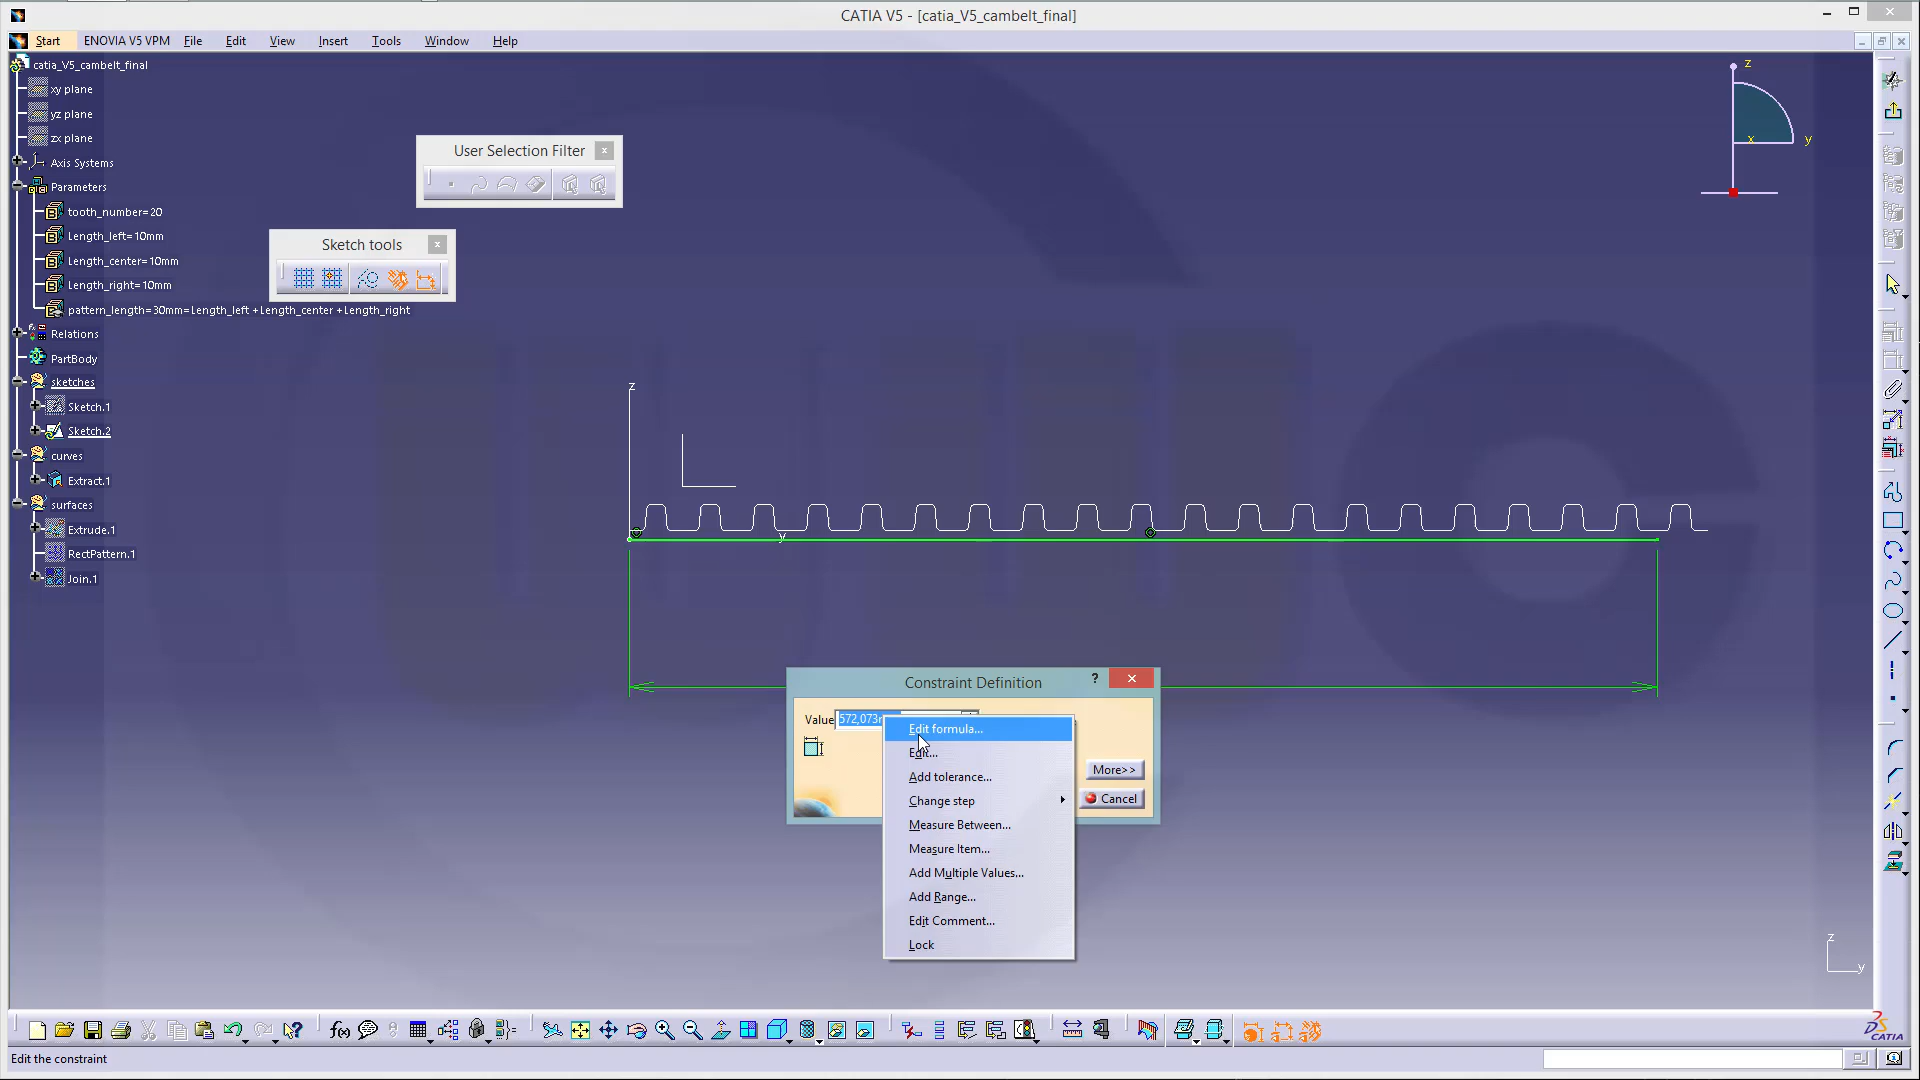 CATIA V5 - [catia_V5_cambelt_final]
Start ENOVIA V5 VPM File Edit View Insert Tools Window Help
catia_V5_cambelt_final
xy plane
yz plane
zx plane
Axis Systems
Parameters
tooth_number=20
Length_left=10mm
Length_center=10mm
Length_right=10mm
pattern_length=30mm=Length_left +Length_center +Length_right
Relations
PartBody
sketches
Sketch.1
Sketch.2
curves
Extract.1
surfaces
Extrude.1
RectPattern.1
Join.1
User Selection Filter
Sketch tools
z
x
y
z
y
Constraint Definition
?
Value 572,073
Edit formula...
Edit...
Add tolerance...
Change step
Measure Between...
Measure Item...
Add Multiple Values...
Add Range...
Edit Comment...
Lock
More>>
Cancel
z
y
f(x)
CATIA
Edit the constraint